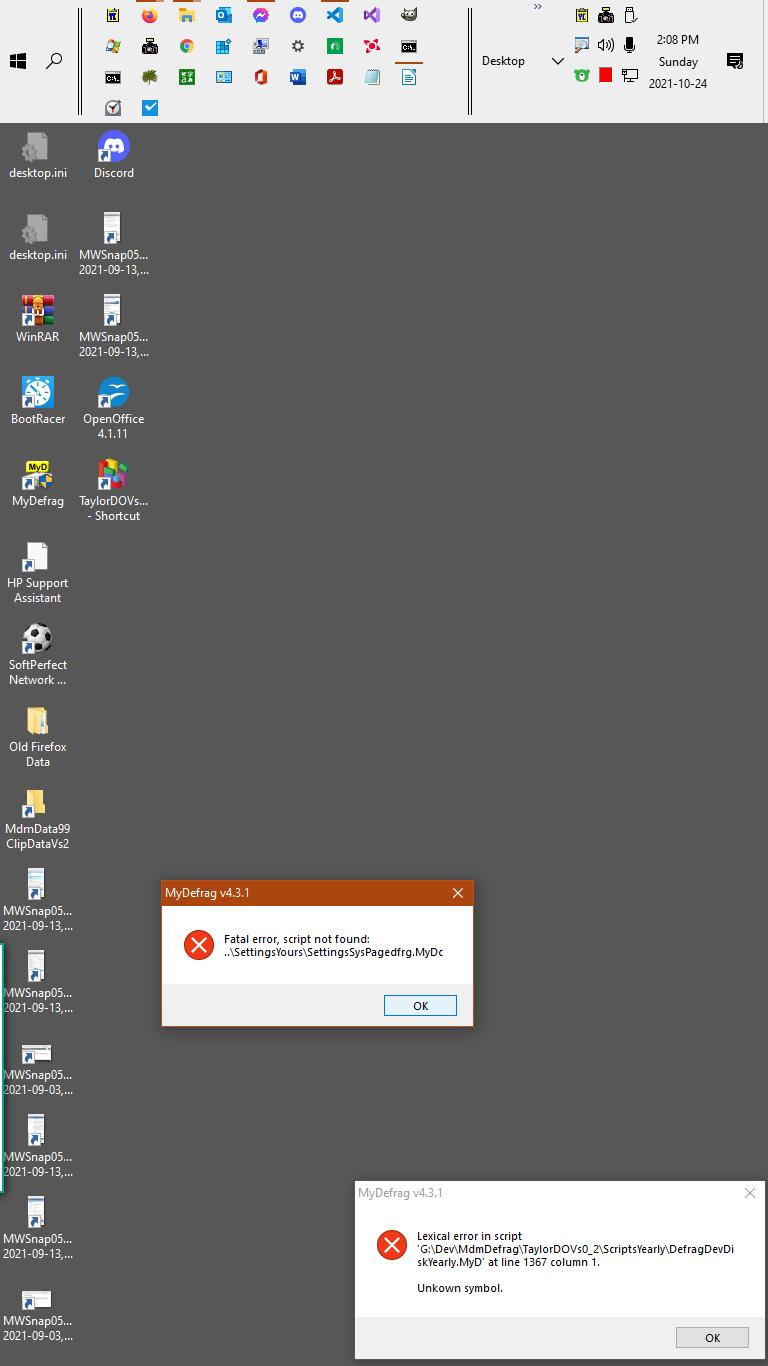 2:08 PM
Desktop
Sunday
2021-10-24
desktop.ini
Discord
desktop.ini
MWSnap05...
2021-09-13,...
WinRAR
MWSnap05...
2021-09-13,...
BootRacer
OpenOffice
4.1.11
MyDefrag
TaylorDOVs...
- Shortcut
HP Support
Assistant
SoftPerfect
Network ...
Old Firefox
Data
MdmData99
ClipDataVs2
MWSnap05...
2021-09-13,...
MyDefrag v4.3.1
Fatal error, script not found:
..\SettingsYours\SettingsSysPagedfrg.MyDc
OK
MWSnap05...
2021-09-13,...
MWSnap05...
2021-09-03,...
MWSnap05...
2021-09-13,...
MWSnap05...
2021-09-13,...
MWSnap05...
2021-09-03,...
MyDefrag v4.3.1
Lexical error in script
'G:\Dev\MdmDefrag\TaylorDOVs0_2\ScriptsYearly\DefragDevDi
skYearly.MyD' at line 1367 column 1.
Unkown symbol.
OK